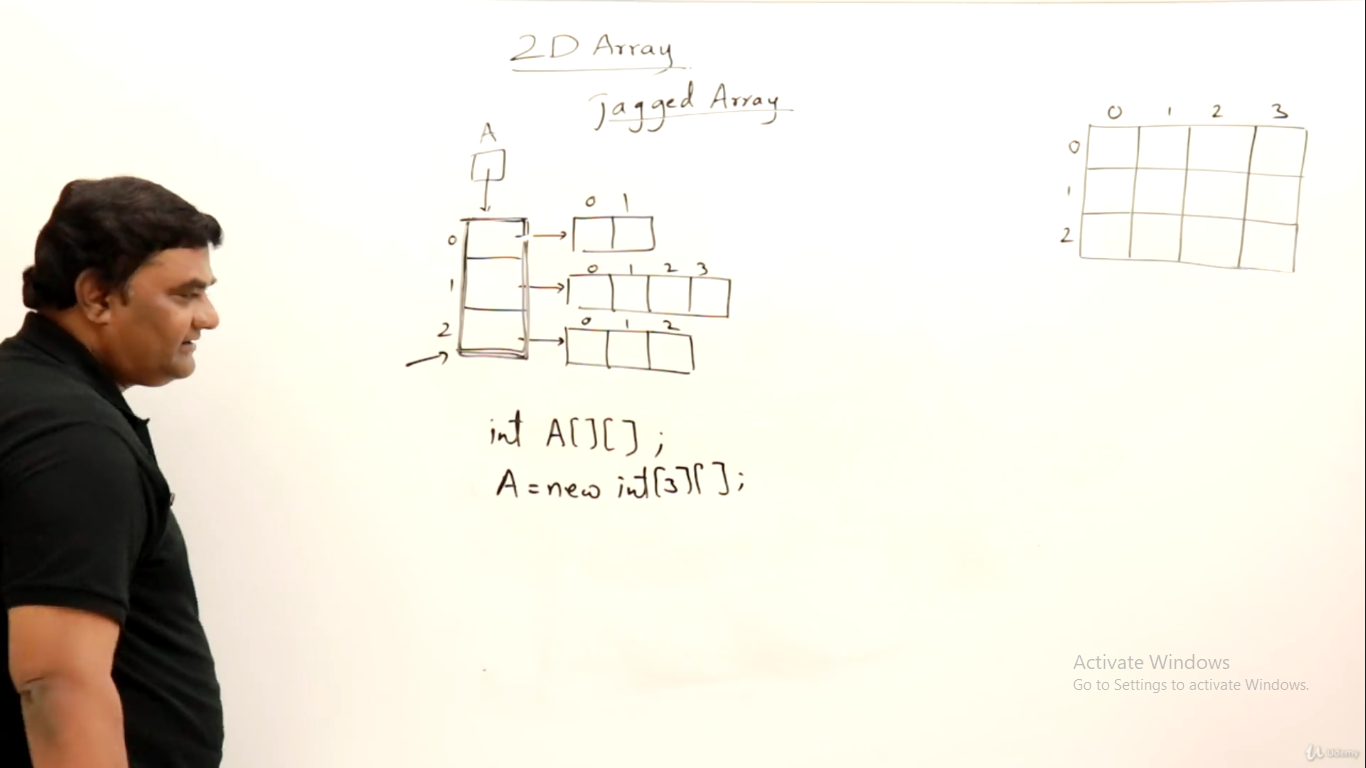 2D Array
Jagged Array
A
0 1 2 3
0
1
2
0 1
0
0 1 2 3
1
0 1 2
2
int A[][];
A=new int[3][];
Activate Windows
Go to Settings to activate Windows.
Udemy